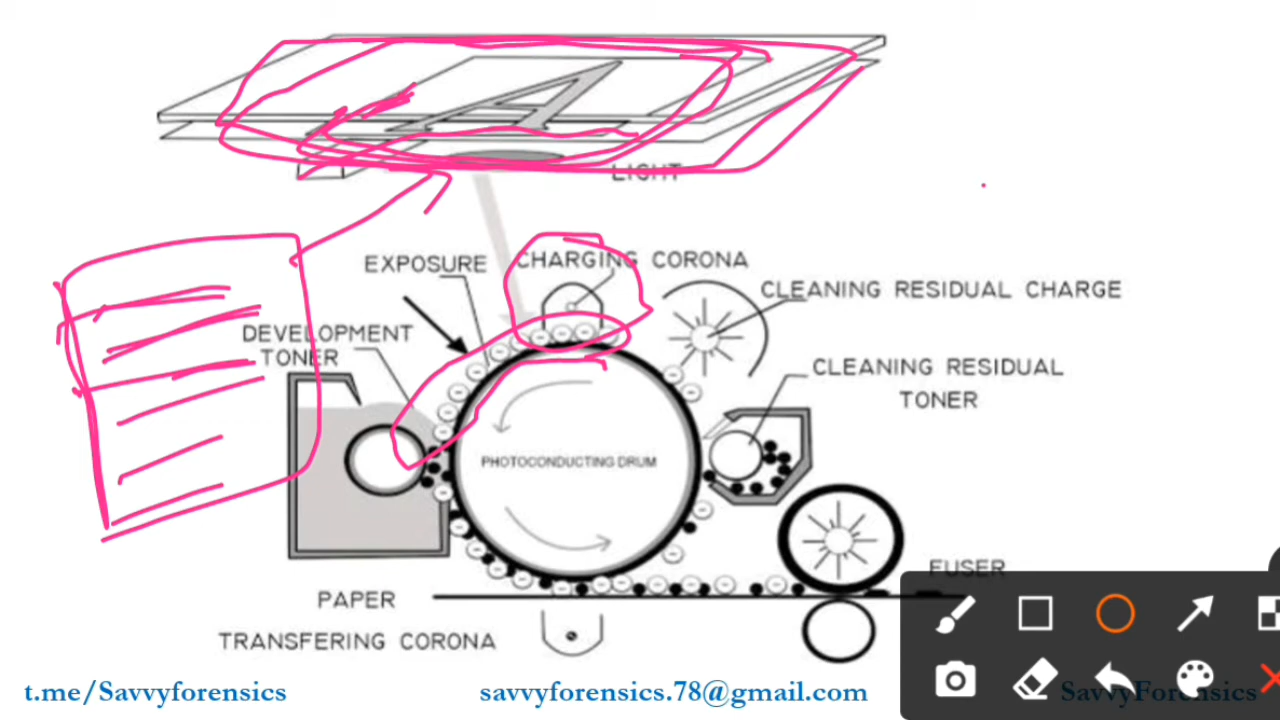 A
LIGHT
EXPOSURE
CHARGING CORONA
CLEANING RESIDUAL CHARGE
DEVELOPMENT
TONER
CLEANING RESIDUAL
TONER
PHOTOCONDUCTING DRUM
FUSER
PAPER
TRANSFERING CORONA
t.me/Savvyforensics
savvyforensics.78@gmail.com
SavvyForensics